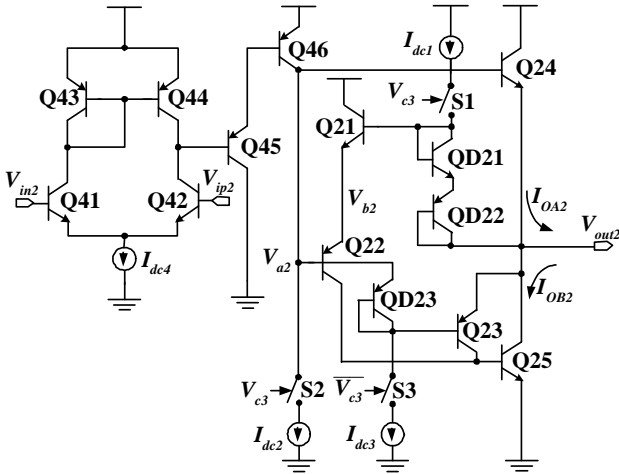 Q46
I_dc1
Q24
Q43
Q44
V_c3
S1
Q45
Q21
QD21
V_in2
V_ip2
Q41
Q42
V_b2
QD22
I_OA2
V_out2
I_dc4
V_a2
Q22
I_OB2
QD23
Q23
Q25
V_c3
S2
\overline{V_c3}
S3
I_dc2
I_dc3